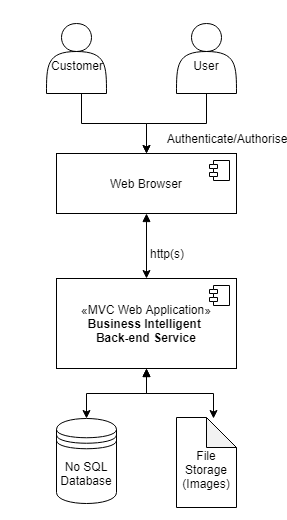 Customer
User
Authenticate/Authorise
Web Browser
http(s)
«MVC Web Application»
Business Intelligent
Back-end Service
No SQL
Database
File
Storage
(Images)